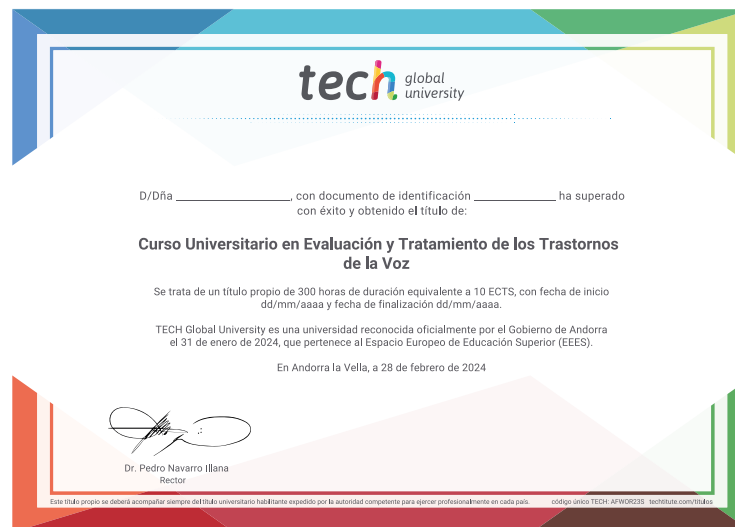 tech global university
D/Dña ________________, con documento de identificación ____________ ha superado
con éxito y obtenido el título de:
Curso Universitario en Evaluación y Tratamiento de los Trastornos
de la Voz
Se trata de un título propio de 300 horas de duración equivalente a 10 ECTS, con fecha de inicio
dd/mm/aaaa y fecha de finalización dd/mm/aaaa.
TECH Global University es una universidad reconocida oficialmente por el Gobierno de Andorra
el 31 de enero de 2024, que pertenece al Espacio Europeo de Educación Superior (EEES).
En Andorra la Vella, a 28 de febrero de 2024
Dr. Pedro Navarro Illana
Rector
Este título propio se deberá acompañar siempre del título universitario habilitante expedido por la autoridad competente para ejercer profesionalmente en cada país. código único TECH: AFWOR23S techtitute.com/titulos